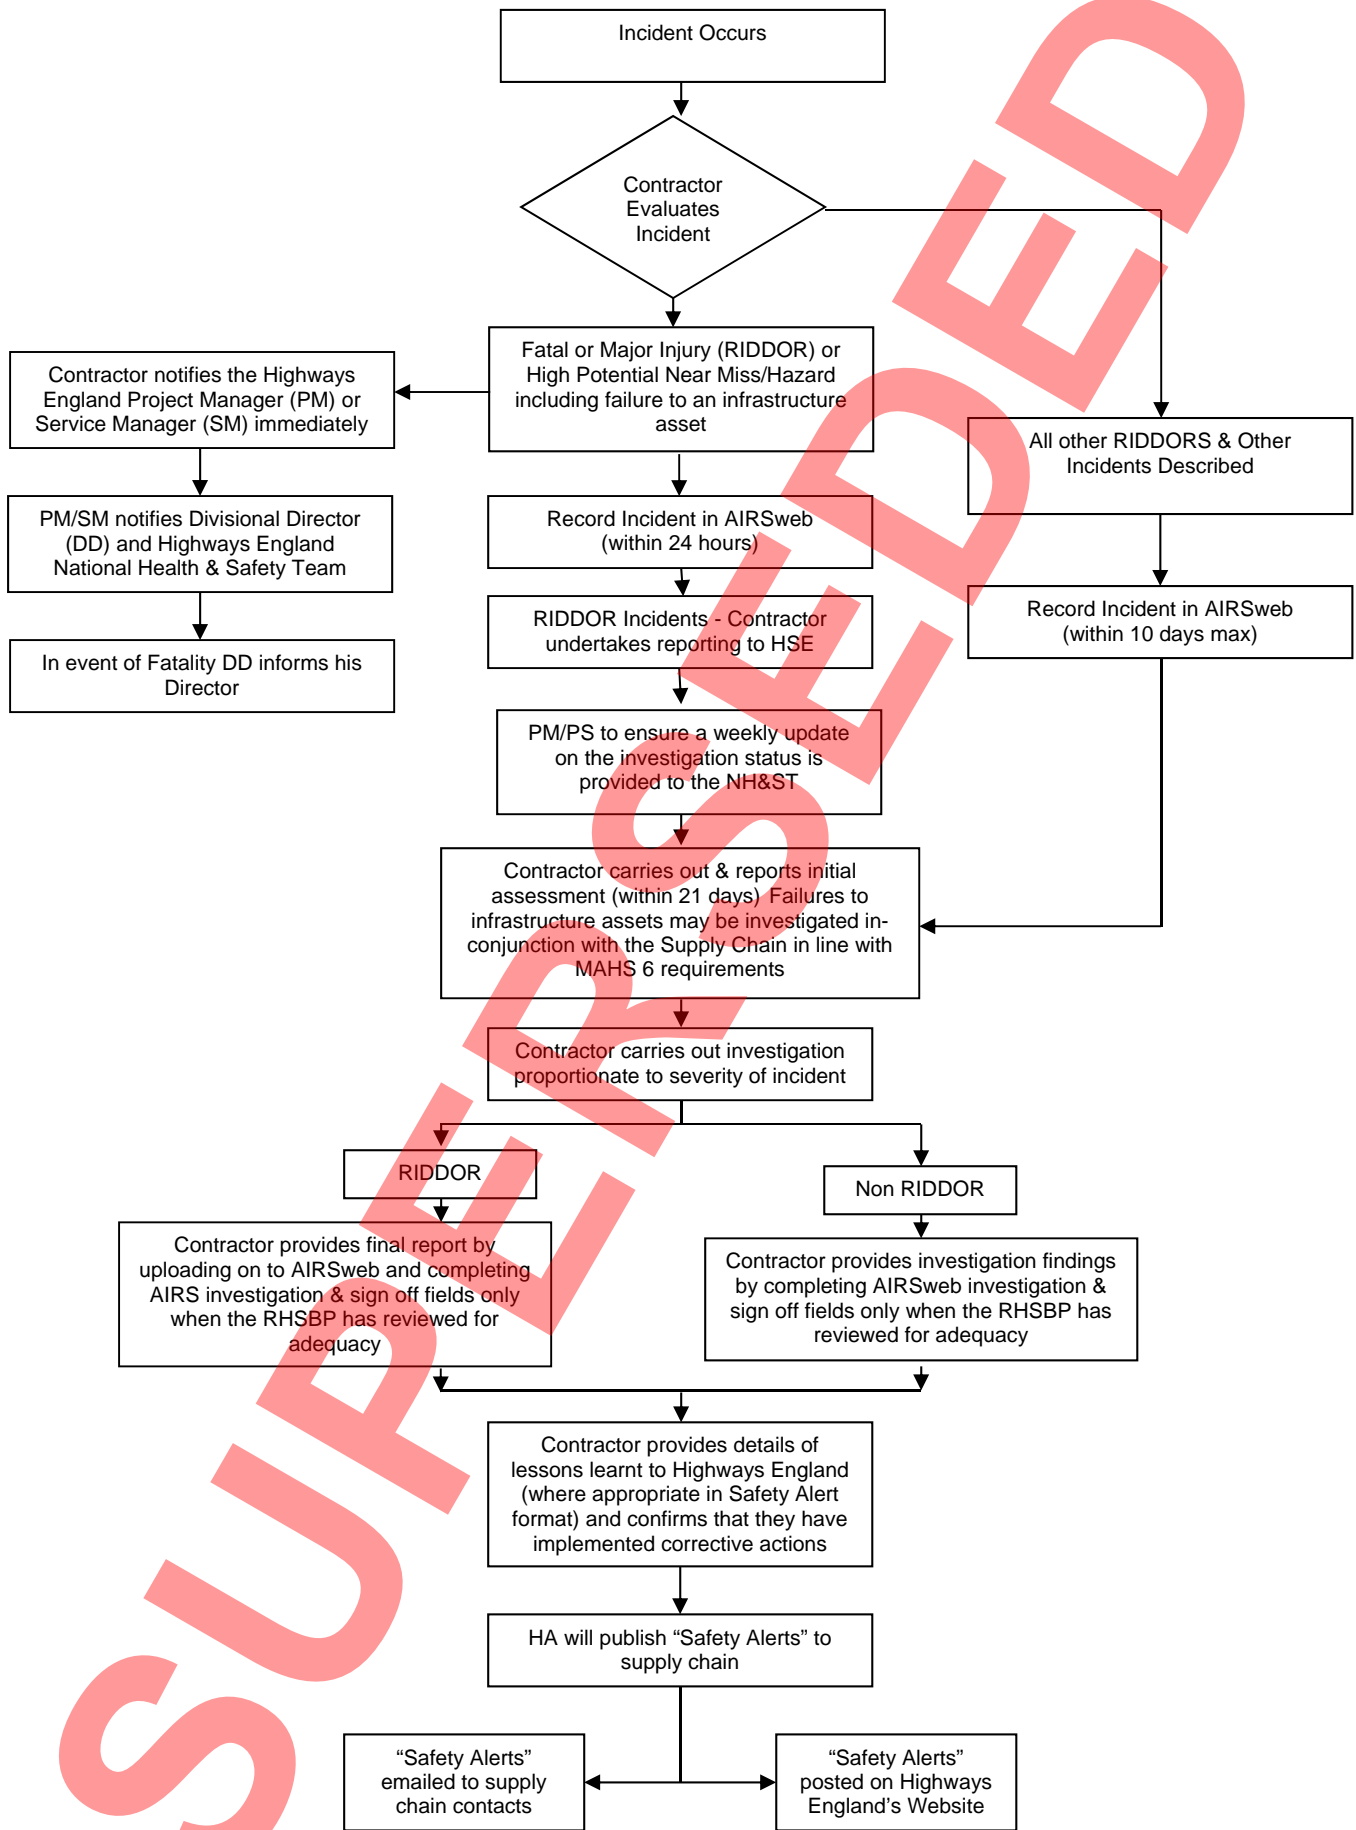 Incident Occurs
Contractor
Evaluates
Incident
Fatal or Major Injury (RIDDOR) or
High Potential Near Miss/Hazard
including failure to an infrastructure
asset
Contractor notifies the Highways
England Project Manager (PM) or
Service Manager (SM) immediately
All other RIDDORS & Other
Incidents Described
PM/SM notifies Divisional Director
(DD) and Highways England
National Health & Safety Team
Record Incident in AIRSweb
(within 24 hours)
Record Incident in AIRSweb
(within 10 days max)
RIDDOR Incidents - Contractor
undertakes reporting to HSE
In event of Fatality DD informs his
Director
PM/PS to ensure a weekly update
on the investigation status is
provided to the NH&ST
Contractor carries out & reports initial
assessment (within 21 days) Failures to
infrastructure assets may be investigated in-
conjunction with the Supply Chain in line with
MAHS 6 requirements
Contractor carries out investigation
proportionate to severity of incident
RIDDOR
Non RIDDOR
Contractor provides final report by
uploading on to AIRSweb and completing
AIRS investigation & sign off fields only
when the RHSBP has reviewed for
adequacy
Contractor provides investigation findings
by completing AIRSweb investigation &
sign off fields only when the RHSBP has
reviewed for adequacy
Contractor provides details of
lessons learnt to Highways England
(where appropriate in Safety Alert
format) and confirms that they have
implemented corrective actions
HA will publish “Safety Alerts” to
supply chain
“Safety Alerts”
emailed to supply
chain contacts
“Safety Alerts”
posted on Highways
England’s Website
SUPERSEDED